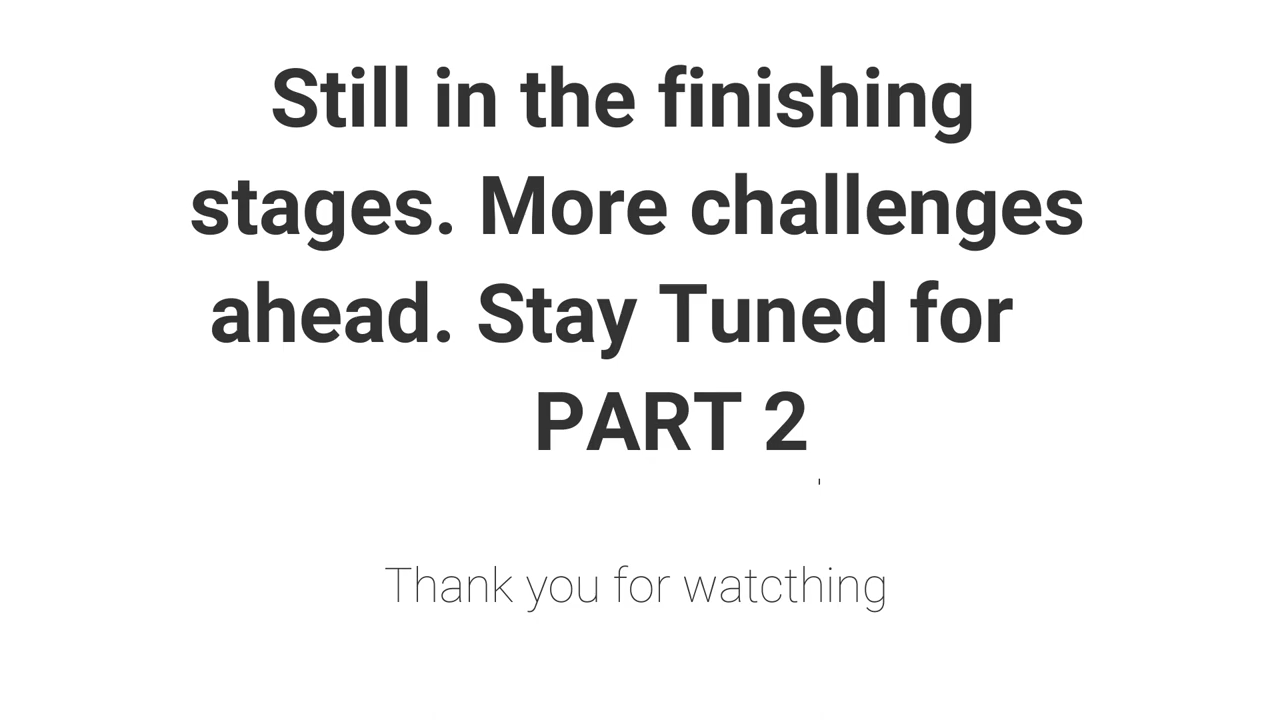 Still in the finishing
stages. More challenges
ahead. Stay Tuned for
PART 2
Thank you for watcthing